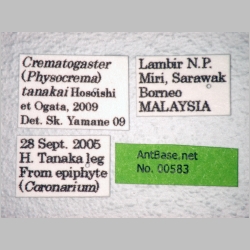 Crematogaster
(Physocrema)
tanakai Hosoishi
et Ogata, 2009
Det. Sk. Yamane 09
Lambir N.P.
Miri, Sarawak
Borneo
MALAYSIA
28 Sept. 2005
H. Tanaka leg
From epiphyte
(Coronarium)
AntBase.net
No. 00583